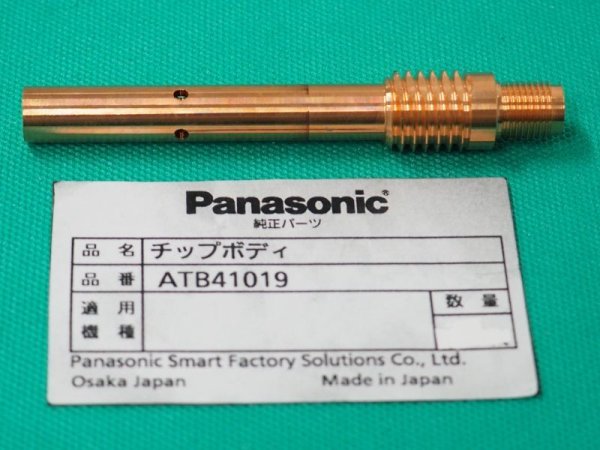 Panasonic®
純正パーツ
品 名 チップボディ
品 番 ATB41019
適 用 数 量
機 種
Panasonic Smart Factory Solutions Co., Ltd.
Osaka Japan Made in Japan